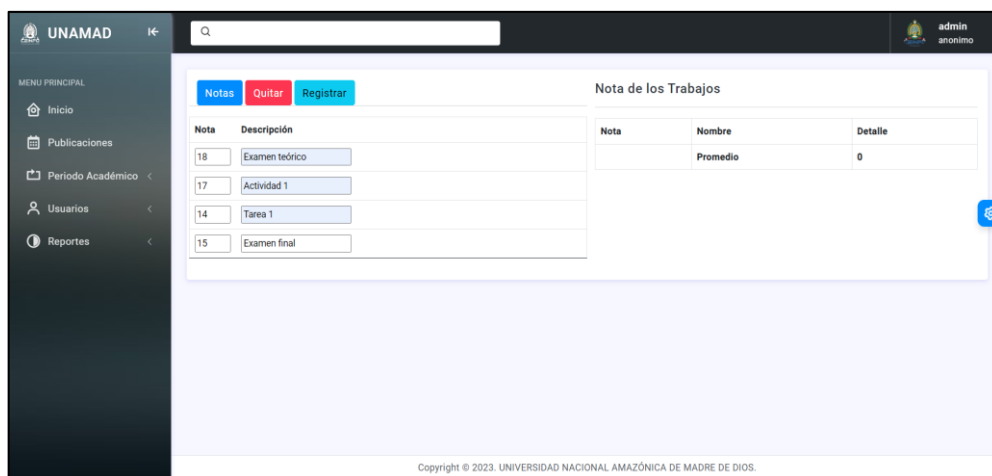 UNAMAD
admin
anonimo
MENU PRINCIPAL
Inicio
Publicaciones
Periodo Académico
Usuarios
Reportes
Notas Quitar Registrar
Nota Descripción
18 Examen teórico
17 Actividad 1
14 Tarea 1
15 Examen final
Nota de los Trabajos
Nota Nombre Detalle
Promedio 0
Copyright © 2023. UNIVERSIDAD NACIONAL AMAZÓNICA DE MADRE DE DIOS.